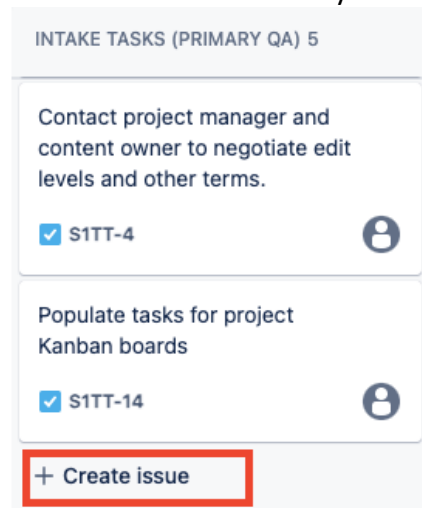 INTAKE TASKS (PRIMARY QA) 5
Contact project manager and
content owner to negotiate edit
levels and other terms.
S1TT-4
Populate tasks for project
Kanban boards
S1TT-14
+ Create issue